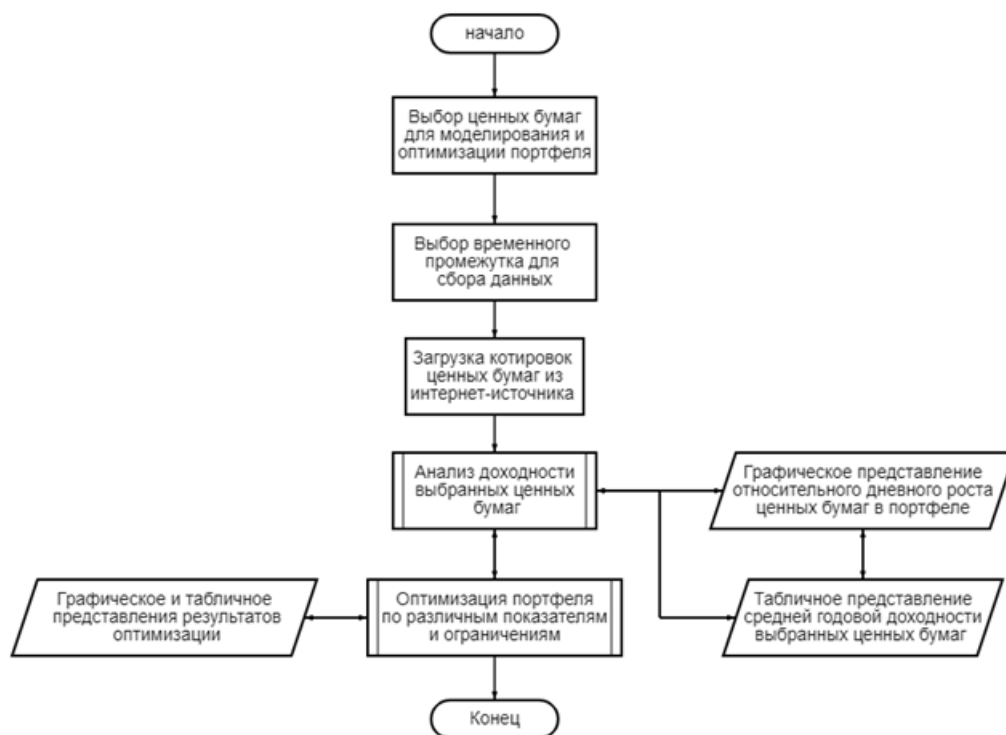 начало
Выбор ценных бумаг
для моделирования и
оптимизации портфеля
Выбор временного
промежутка для
сбора данных
Загрузка котировок
ценных бумаг из
интернет-источника
Анализ доходности
выбранных ценных
бумаг
Графическое представление
относительного дневного роста
ценных бумаг в портфеле
Графическое и табличное
представления результатов
оптимизации
Оптимизация портфеля
по различным показателям
и ограничениям
Табличное представление
средней годовой доходности
выбранных ценных бумаг
Конец